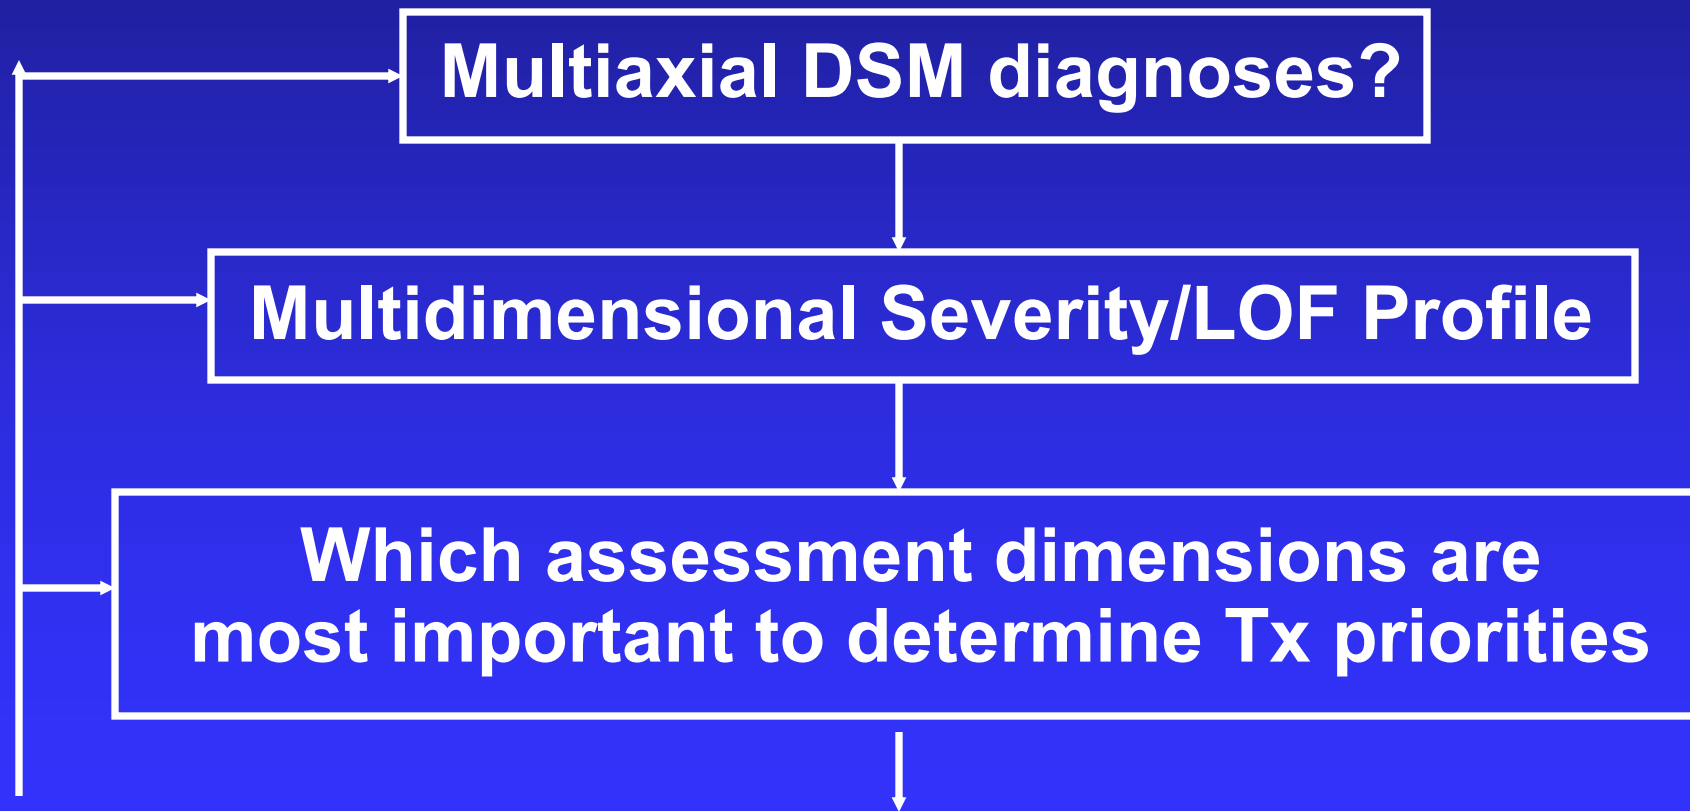 Multiaxial DSM diagnoses?
Multidimensional Severity/LOF Profile
Which assessment dimensions are
most important to determine Tx priorities